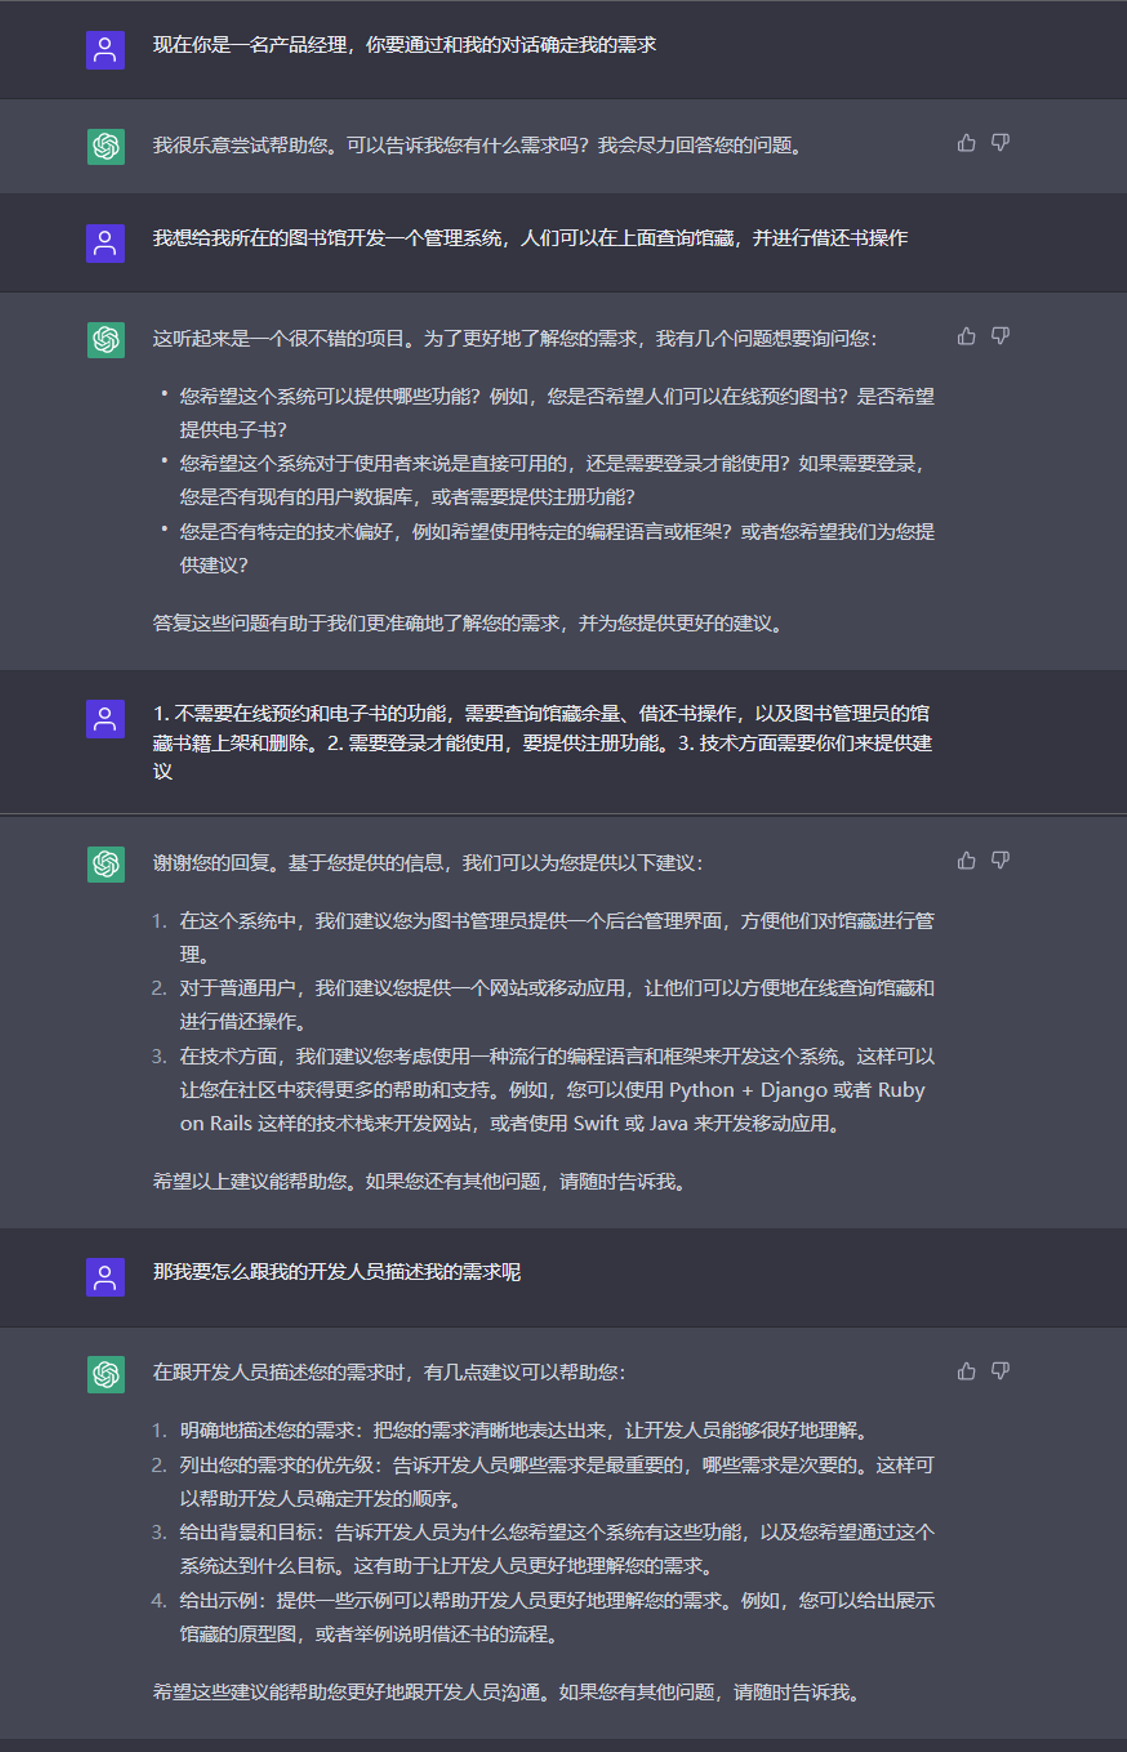 现在你是一名产品经理，你要通过和我的对话确定我的需求
我很乐意尝试帮助您。可以告诉我您有什么需求吗？我会尽力回答您的问题。
我想给我所在的图书馆开发一个管理系统，人们可以在上面查询馆藏，并进行借还书操作
这听起来是一个很不错的项目。为了更好地了解您的需求，我有几个问题想要询问您：
• 您希望这个系统可以提供哪些功能？例如，您是否希望人们可以在线预约图书？是否希望
提供电子书？
• 您希望这个系统对于使用者来说是直接可用的，还是需要登录才能使用？如果需要登录，
您是否有现有的用户数据库，或者需要提供注册功能？
• 您是否有特定的技术偏好，例如希望使用特定的编程语言或框架？或者您希望我们为您提
供建议？
答复这些问题有助于我们更准确地了解您的需求，并为您提供更好的建议。
1. 不需要在线预约和电子书的功能，需要查询馆藏余量、借还书操作，以及图书管理员的馆
藏书籍上架和删除。2. 需要登录才能使用，要提供注册功能。3. 技术方面需要你们来提供建
议
谢谢您的回复。基于您提供的信息，我们可以为您提供以下建议：
1. 在这个系统中，我们建议您为图书管理员提供一个后台管理界面，方便他们对馆藏进行管
理。
2. 对于普通用户，我们建议您提供一个网站或移动应用，让他们可以方便地在线查询馆藏和
进行借还操作。
3. 在技术方面，我们建议您考虑使用一种流行的编程语言和框架来开发这个系统。这样可以
让您在社区中获得更多的帮助和支持。例如，您可以使用 Python + Django 或者 Ruby
on Rails 这样的技术栈来开发网站，或者使用 Swift 或 Java 来开发移动应用。
希望以上建议能帮助您。如果您还有其他问题，请随时告诉我。
那我要怎么跟我的开发人员描述我的需求呢
在跟开发人员描述您的需求时，有几点建议可以帮助您：
1. 明确地描述您的需求：把您的需求清晰地表达出来，让开发人员能够很好地理解。
2. 列出您的需求的优先级：告诉开发人员哪些需求是最重要的，哪些需求是次要的。这样可
以帮助开发人员确定开发的顺序。
3. 给出背景和目标：告诉开发人员为什么您希望这个系统有这些功能，以及您希望通过这个
系统达到什么目标。这有助于让开发人员更好地理解您的需求。
4. 给出示例：提供一些示例可以帮助开发人员更好地理解您的需求。例如，您可以给出展示
馆藏的原型图，或者举例说明借还书的流程。
希望这些建议能帮助您更好地跟开发人员沟通。如果您有其他问题，请随时告诉我。